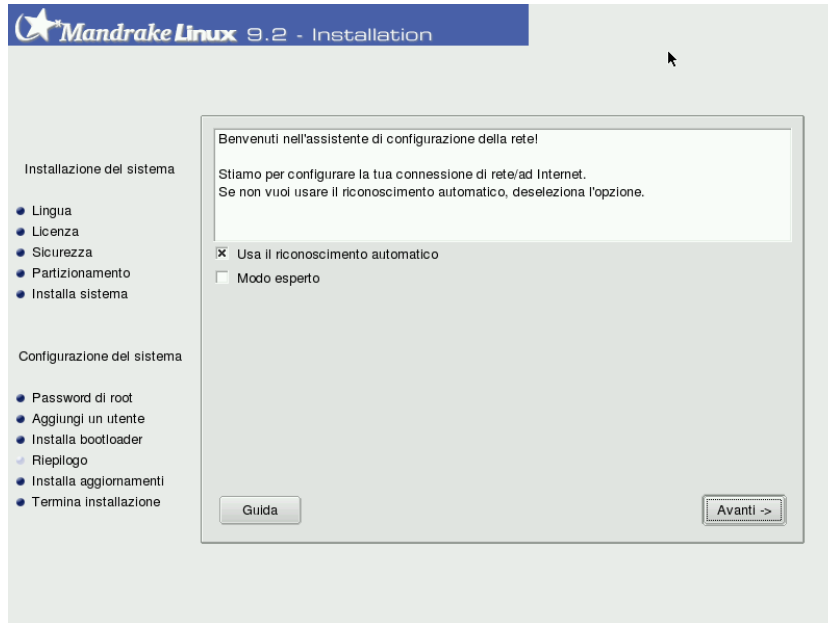 Mandrake Linux 9.2 - Installation
Installazione del sistema
Lingua
Licenza
Sicurezza
Partizionamento
Installa sistema
Configurazione del sistema
Password di root
Aggiungi un utente
Installa bootloader
Riepilogo
Installa aggiornamenti
Termina installazione
Benvenuti nell'assistente di configurazione della rete!
Stiamo per configurare la tua connessione di rete/ad Internet.
Se non vuoi usare il riconoscimento automatico, deseleziona l'opzione.
Usa il riconoscimento automatico
Modo esperto
Guida
Avanti ->